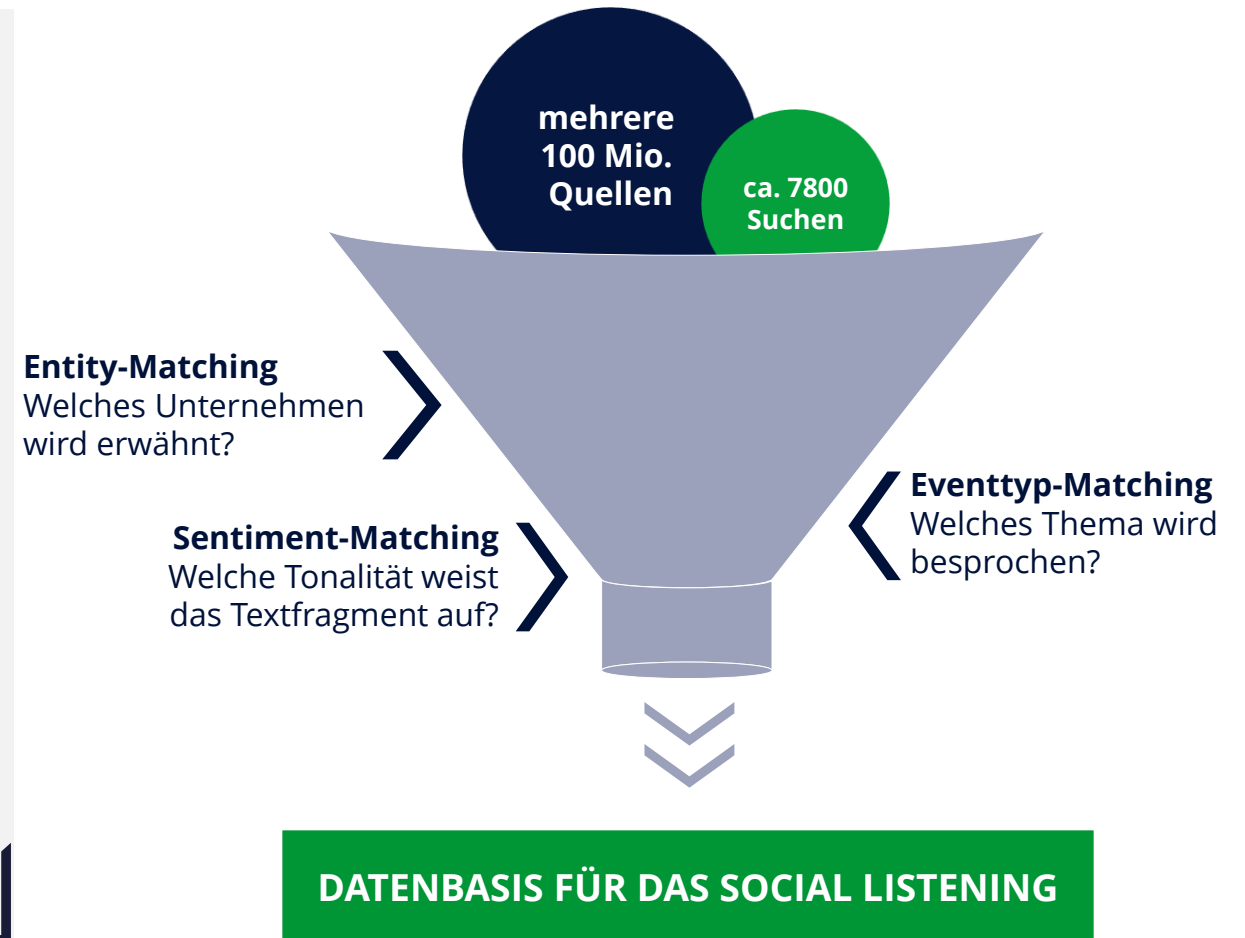 mehrere
100 Mio.
Quellen
ca. 7800
Suchen
Entity-Matching
Welches Unternehmen
wird erwähnt?
Eventtyp-Matching
Welches Thema wird
besprochen?
Sentiment-Matching
Welche Tonalität weist
das Textfragment auf?
DATENBASIS FÜR DAS SOCIAL LISTENING